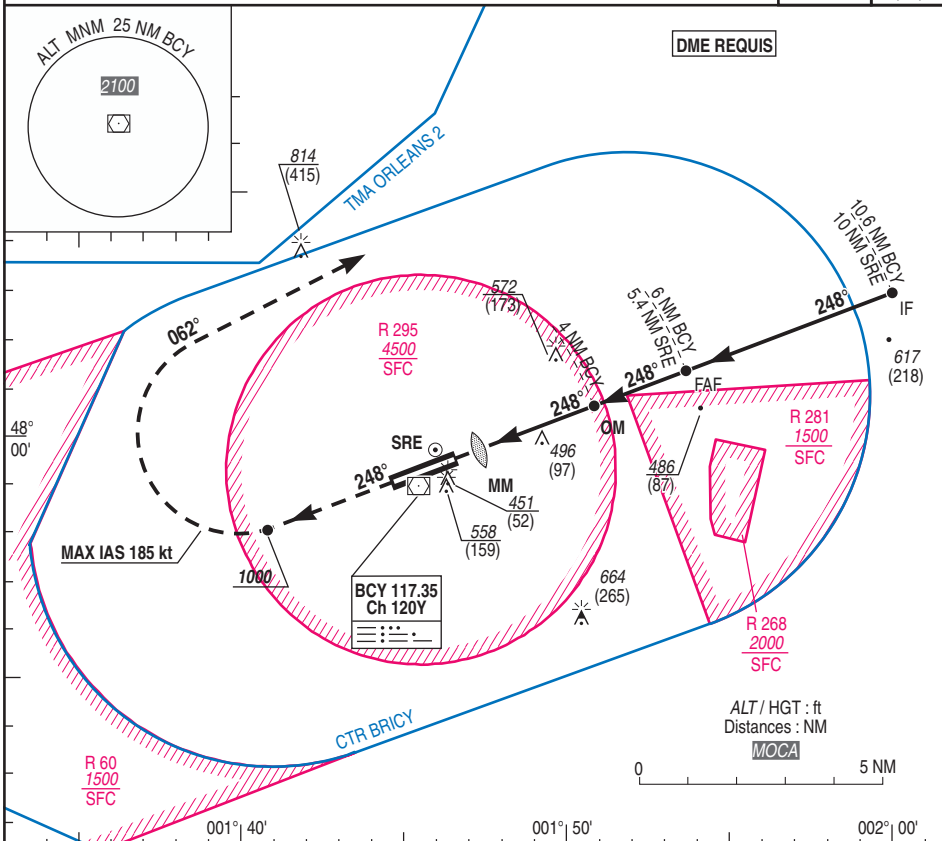 ALT MNM 25 NM BCY
2100
DME REQUIS
TMA ORLEANS 2
814
(415)
10.6 NM BCY
10 NM SRE
248°
IF
617
(218)
572
(173)
6 NM BCY
5.4 NM SRE
248°
FAF
4 NM BCY
248°
OM
062°
R 295
4500
SFC
R 281
1500
SFC
48°
00'
SRE
496
(97)
486
(87)
248°
MM
451
(52)
558
(159)
MAX IAS 185 kt
1000
BCY 117.35
Ch 120Y
664
(265)
R 268
2000
SFC
ALT / HGT : ft
Distances : NM
MOCA
CTR BRICY
R 60
1500
SFC
0
5 NM
001° 40'
001° 50'
002° 00'